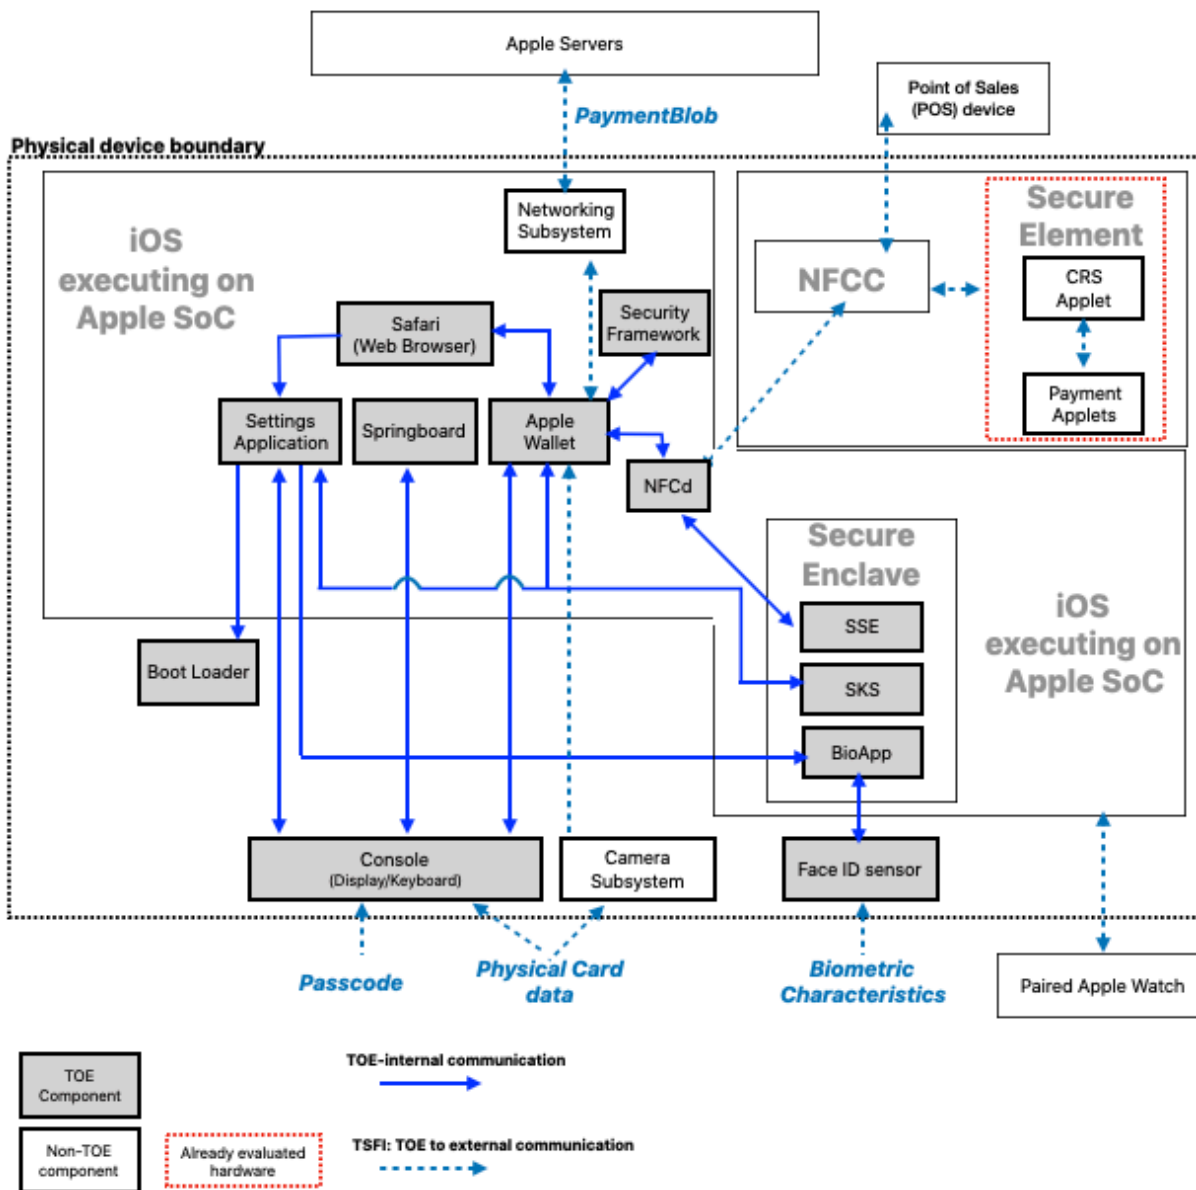 Apple Servers
PaymentBlob
Point of Sales
(POS) device
Physical device boundary
iOS
executing on
Apple SoC
Networking
Subsystem
Secure
Element
NFCC
CRS
Applet
Payment
Applets
Safari
(Web Browser)
Security
Framework
Settings
Application
Springboard
Apple
Wallet
NFCd
Secure
Enclave
SSE
SKS
BioApp
iOS
executing on
Apple SoC
Boot Loader
Console
(Display/Keyboard)
Camera
Subsystem
Face ID sensor
Passcode
Physical Card
data
Biometric
Characteristics
Paired Apple Watch
TOE
Component
TOE-internal communication
Non-TOE
component
Already evaluated
hardware
TSFI: TOE to external communication